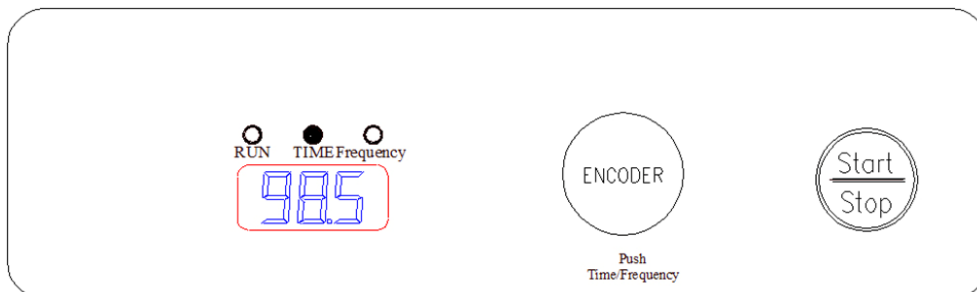 RUN TIME Frequency
98.5
ENCODER
Push
Time/Frequency
Start
Stop